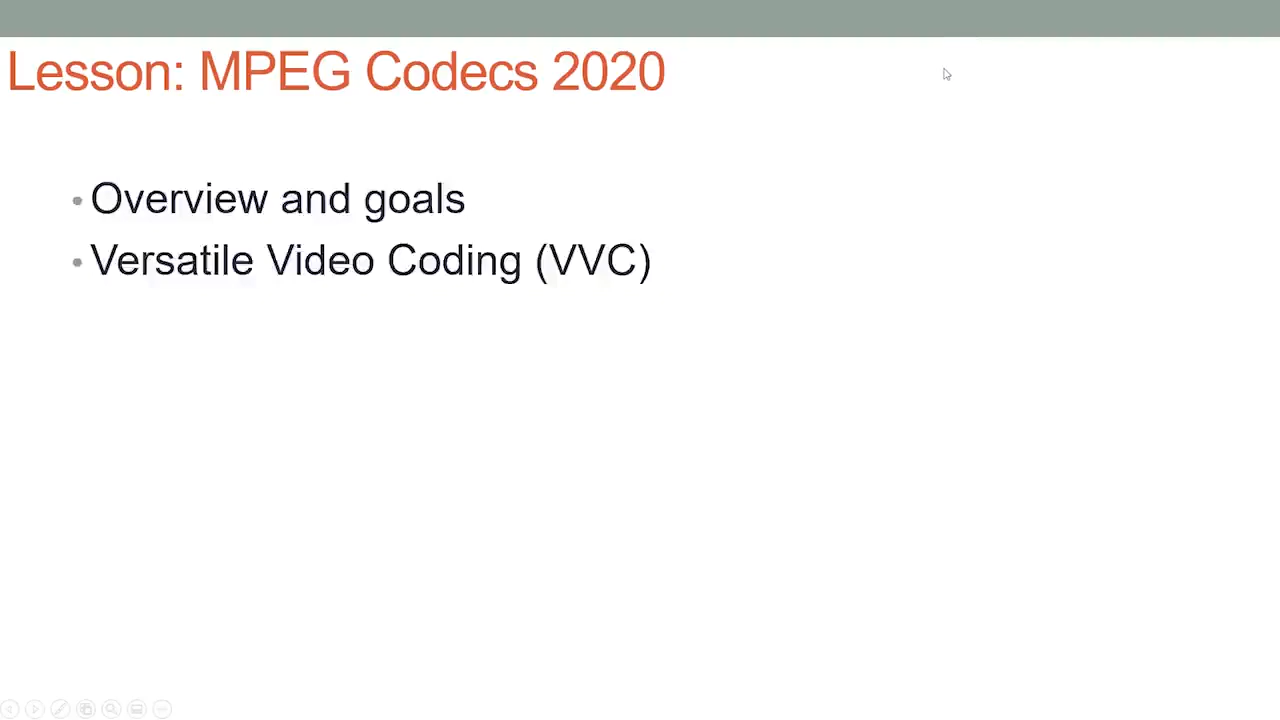 Lesson: MPEG Codecs 2020
• Overview and goals
• Versatile Video Coding (VVC)